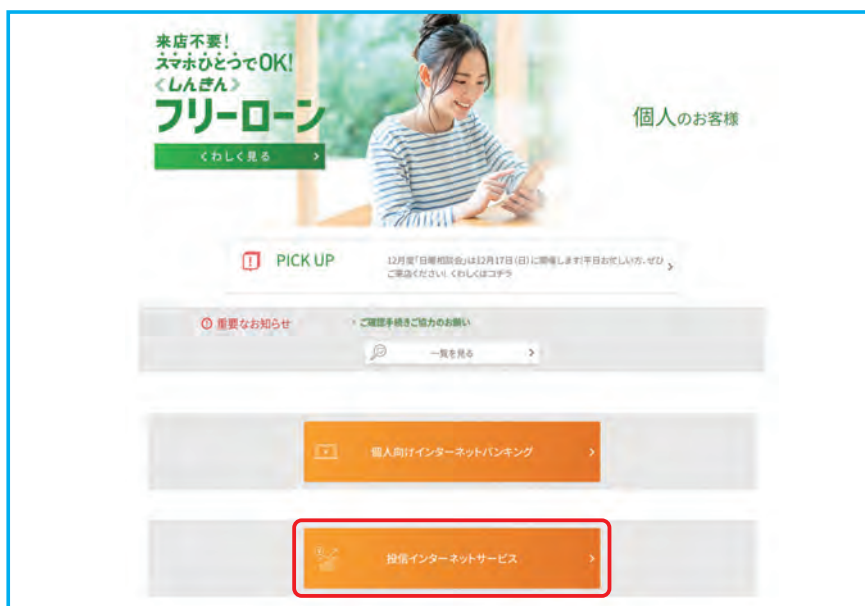 来店不要!
スマホひとつでOK!
<しんきん>
フリーローン
くわしく見る
個人のお客様
PICK UP
12月度「日曜相談会」は12月17日(日)に開催します(平日お忙しい方、ぜひ
ご来店ください) くわしくはコチラ
重要なお知らせ
ご確認手続きご協力のお願い
一覧を見る
個人向けインターネットバンキング
投信インターネットサービス